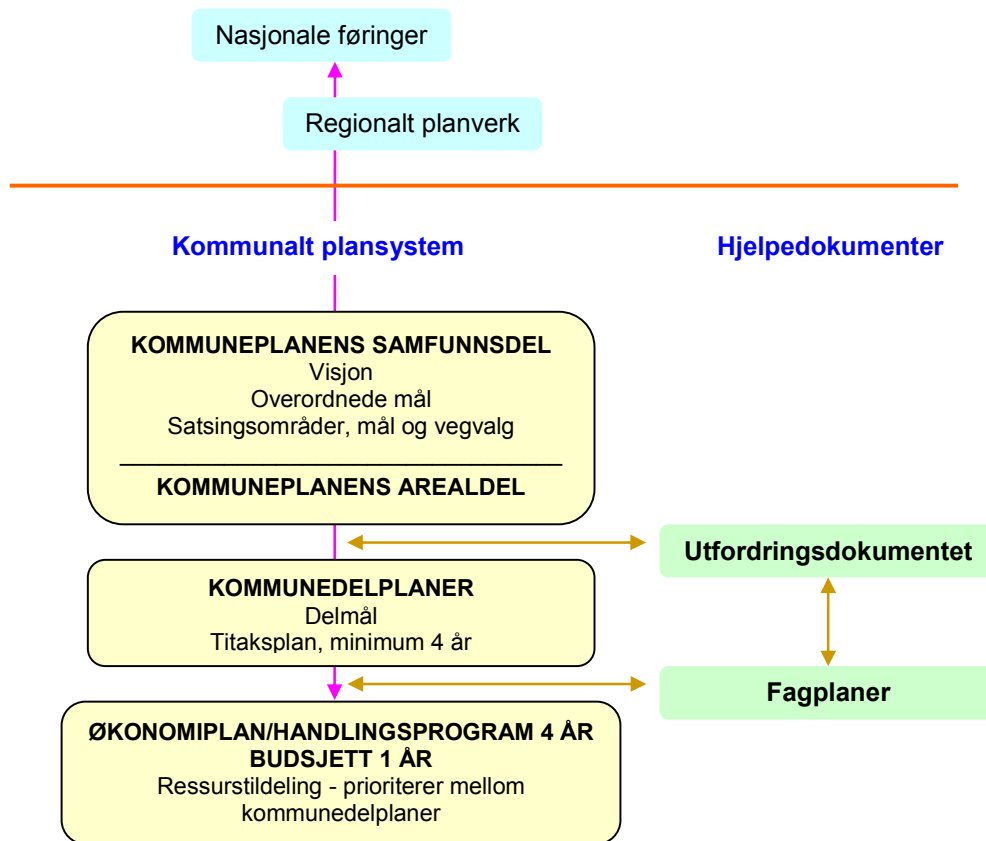 Nasjonale føringer
Regionalt planverk
Kommunalt plansystem
Hjelpedokumenter
KOMMUNEPLANENS SAMFUNNSDEL
Visjon
Overordnede mål
Satsingsområder, mål og vegvalg
KOMMUNEPLANENS AREALDEL
Utfordringsdokumentet
KOMMUNEDELPLANER
Delmål
Titaksplan, minimum 4 år
Fagplaner
ØKONOMIPLAN/HANDLINGSPROGRAM 4 ÅR
BUDSJETT 1 ÅR
Ressurstildeling - prioriterer mellom
kommunedelplaner